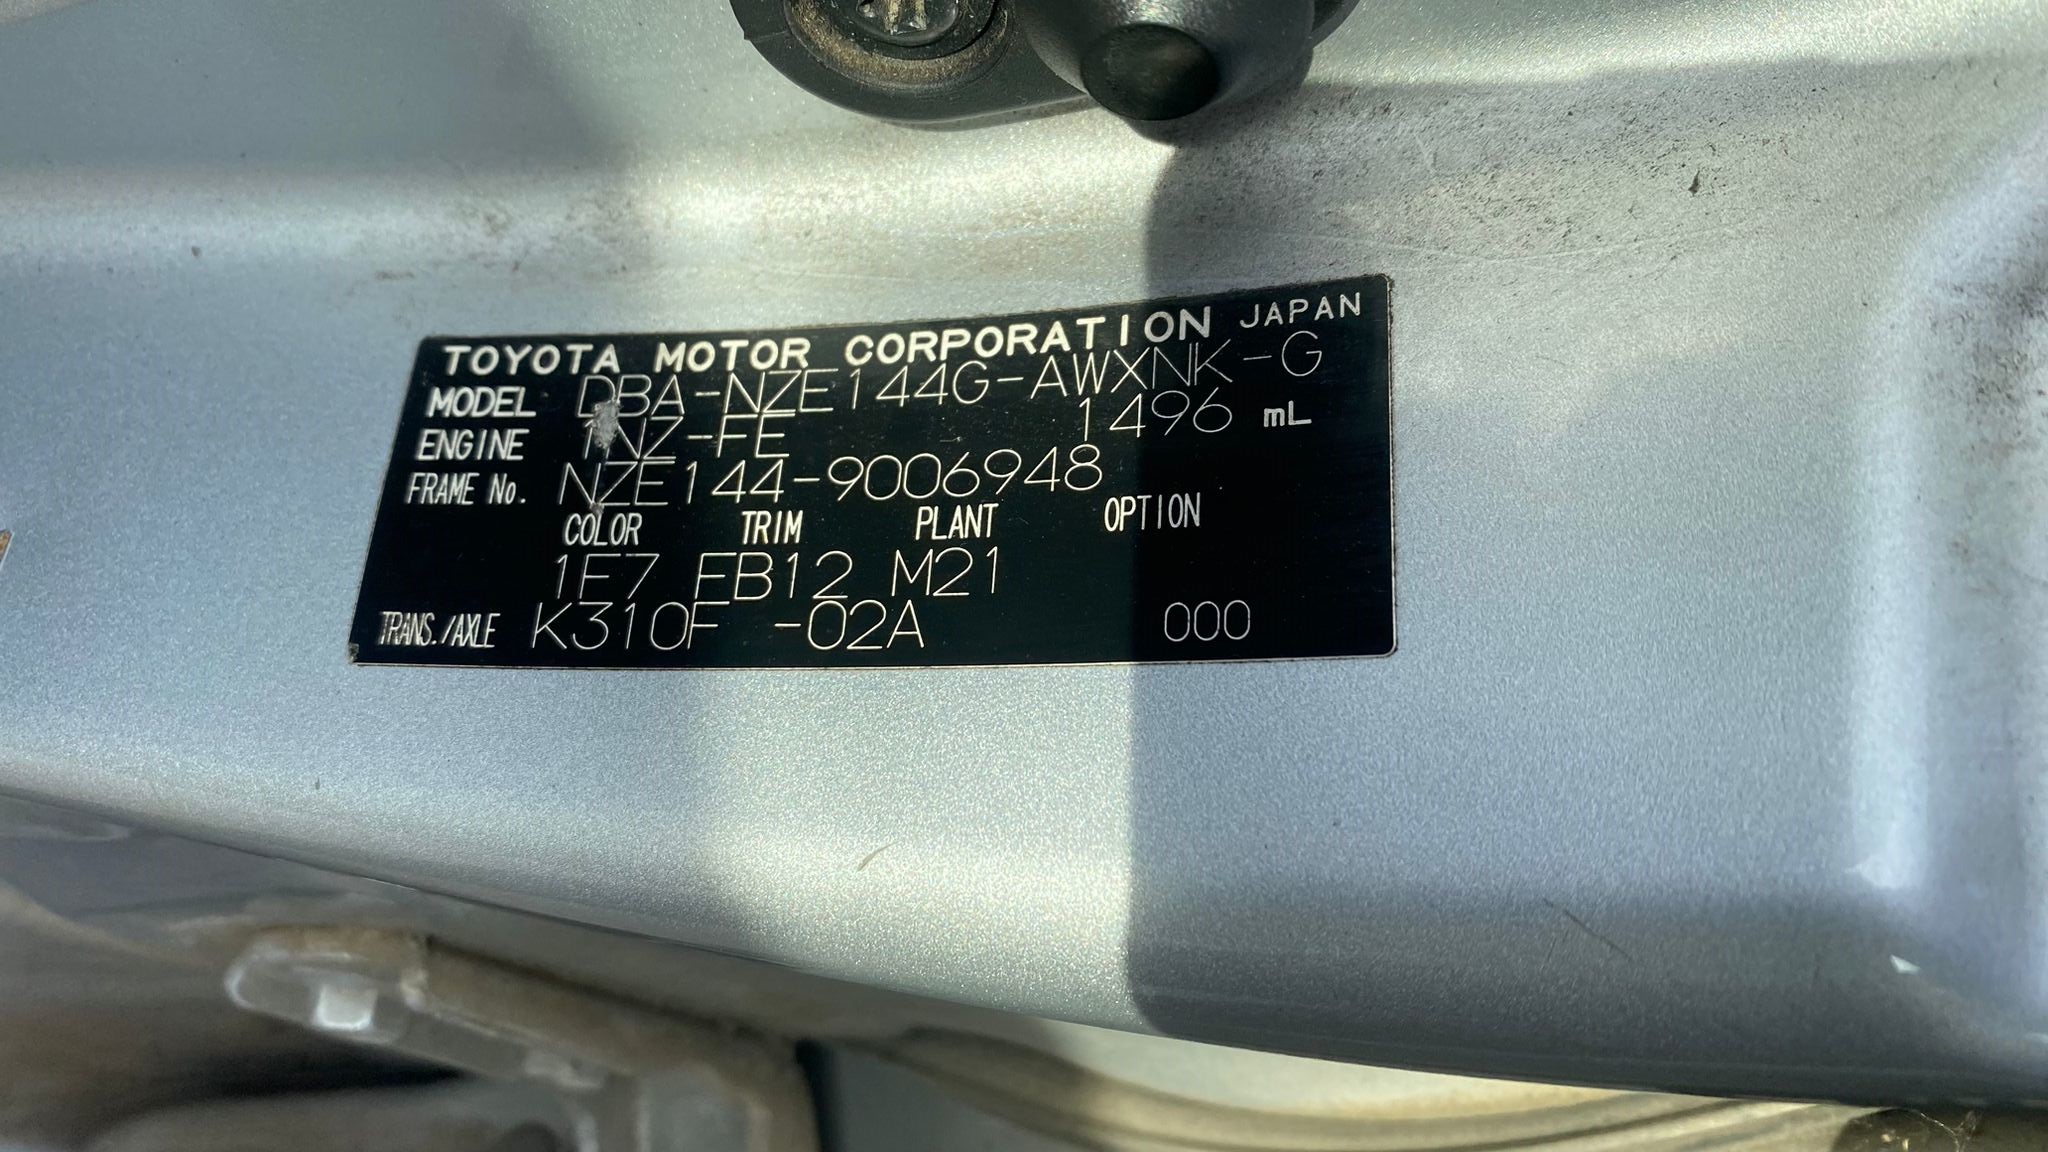 TOYOTA MOTOR CORPORATION JAPAN
MODEL DBA-NZE144G-AWXNK-G
ENGINE 1NZ-FE 1496 mL
FRAME No. NZE144-9006948
COLOR TRIM PLANT OPTION
1F7 FB12 M21
TRANS./AXLE K310F -02A 000